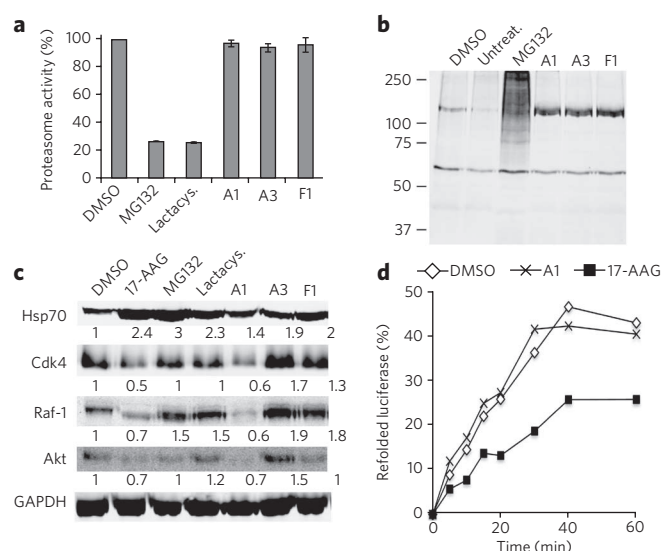 a
Proteasome activity (%)
100
80
60
40
20
0
DMSO
MG132
Lactacys.
A1
A3
F1
b
DMSO
Untreat.
MG132
A1 A3 F1
250
100
75
50
37
c
DMSO
17-AAG
MG132
Lactacys.
A1 A3 F1
Hsp70
1 2.4 3 2.3 1.4 1.9 2
Cdk4
1 0.5 1 1 0.6 1.7 1.3
Raf-1
1 0.7 1.5 1.5 0.6 1.9 1.8
Akt
1 0.7 1 1.2 0.7 1.5 1
GAPDH
d
DMSO A1 17-AAG
Refolded luciferase (%)
50
40
30
20
10
0
0 20 40 60
Time (min)